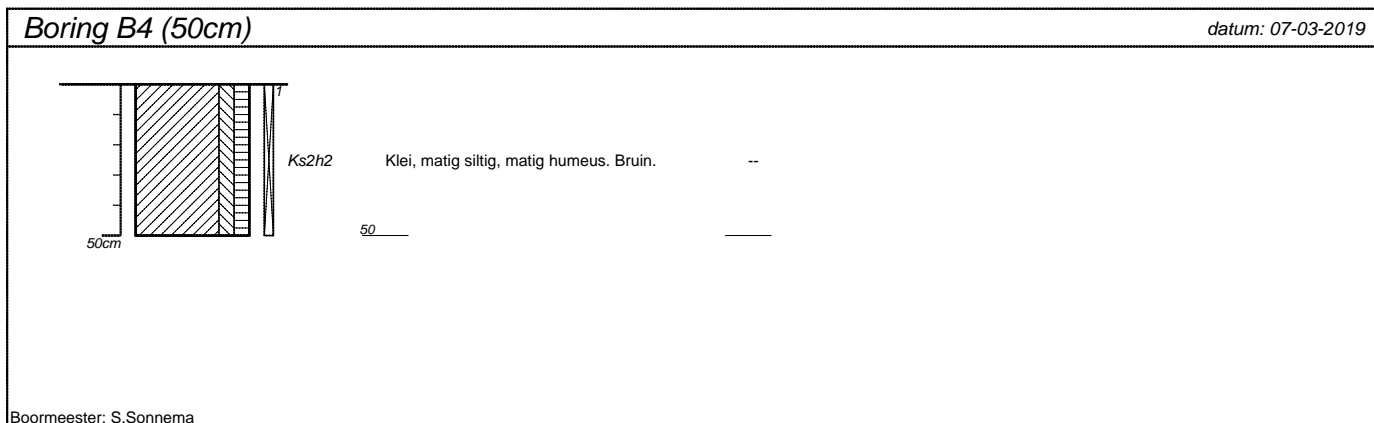 Boring B4 (50cm)
datum: 07-03-2019
1
Ks2h2 Klei, matig siltig, matig humeus. Bruin. --
50
50cm
Boormeester: S.Sonnema